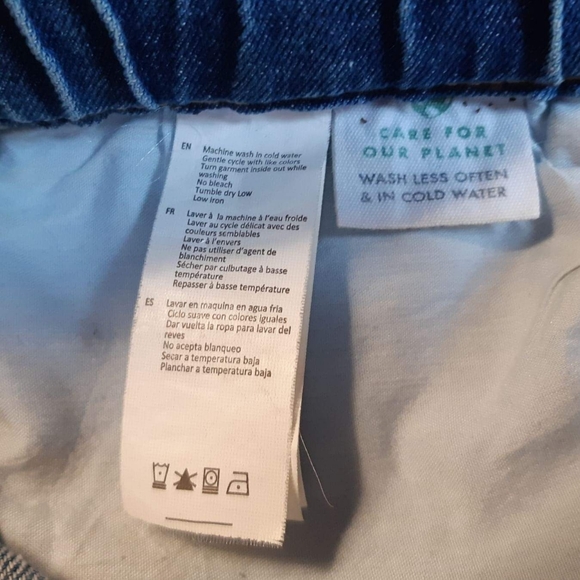 EN Machine wash in cold water
Gentle cycle with like colors
Turn garment inside out while
washing
No bleach
Tumble dry Low
Low Iron
FR Laver à la machine à l'eau froide
Laver au cycle délicat avec des
couleurs semblables
Laver à l'envers
Ne pas utiliser d'agent de
blanchiment
Sécher par culbutage à basse
température
Repasser à basse température
ES Lavar en maquina en agua fria
Ciclo suave con colores iguales
Dar vuelta la ropa para lavar del
reves
No acepta blanqueo
Secar a temperatura baja
Planchar a temperatura baja
CARE FOR
OUR PLANET
WASH LESS OFTEN
& IN COLD WATER